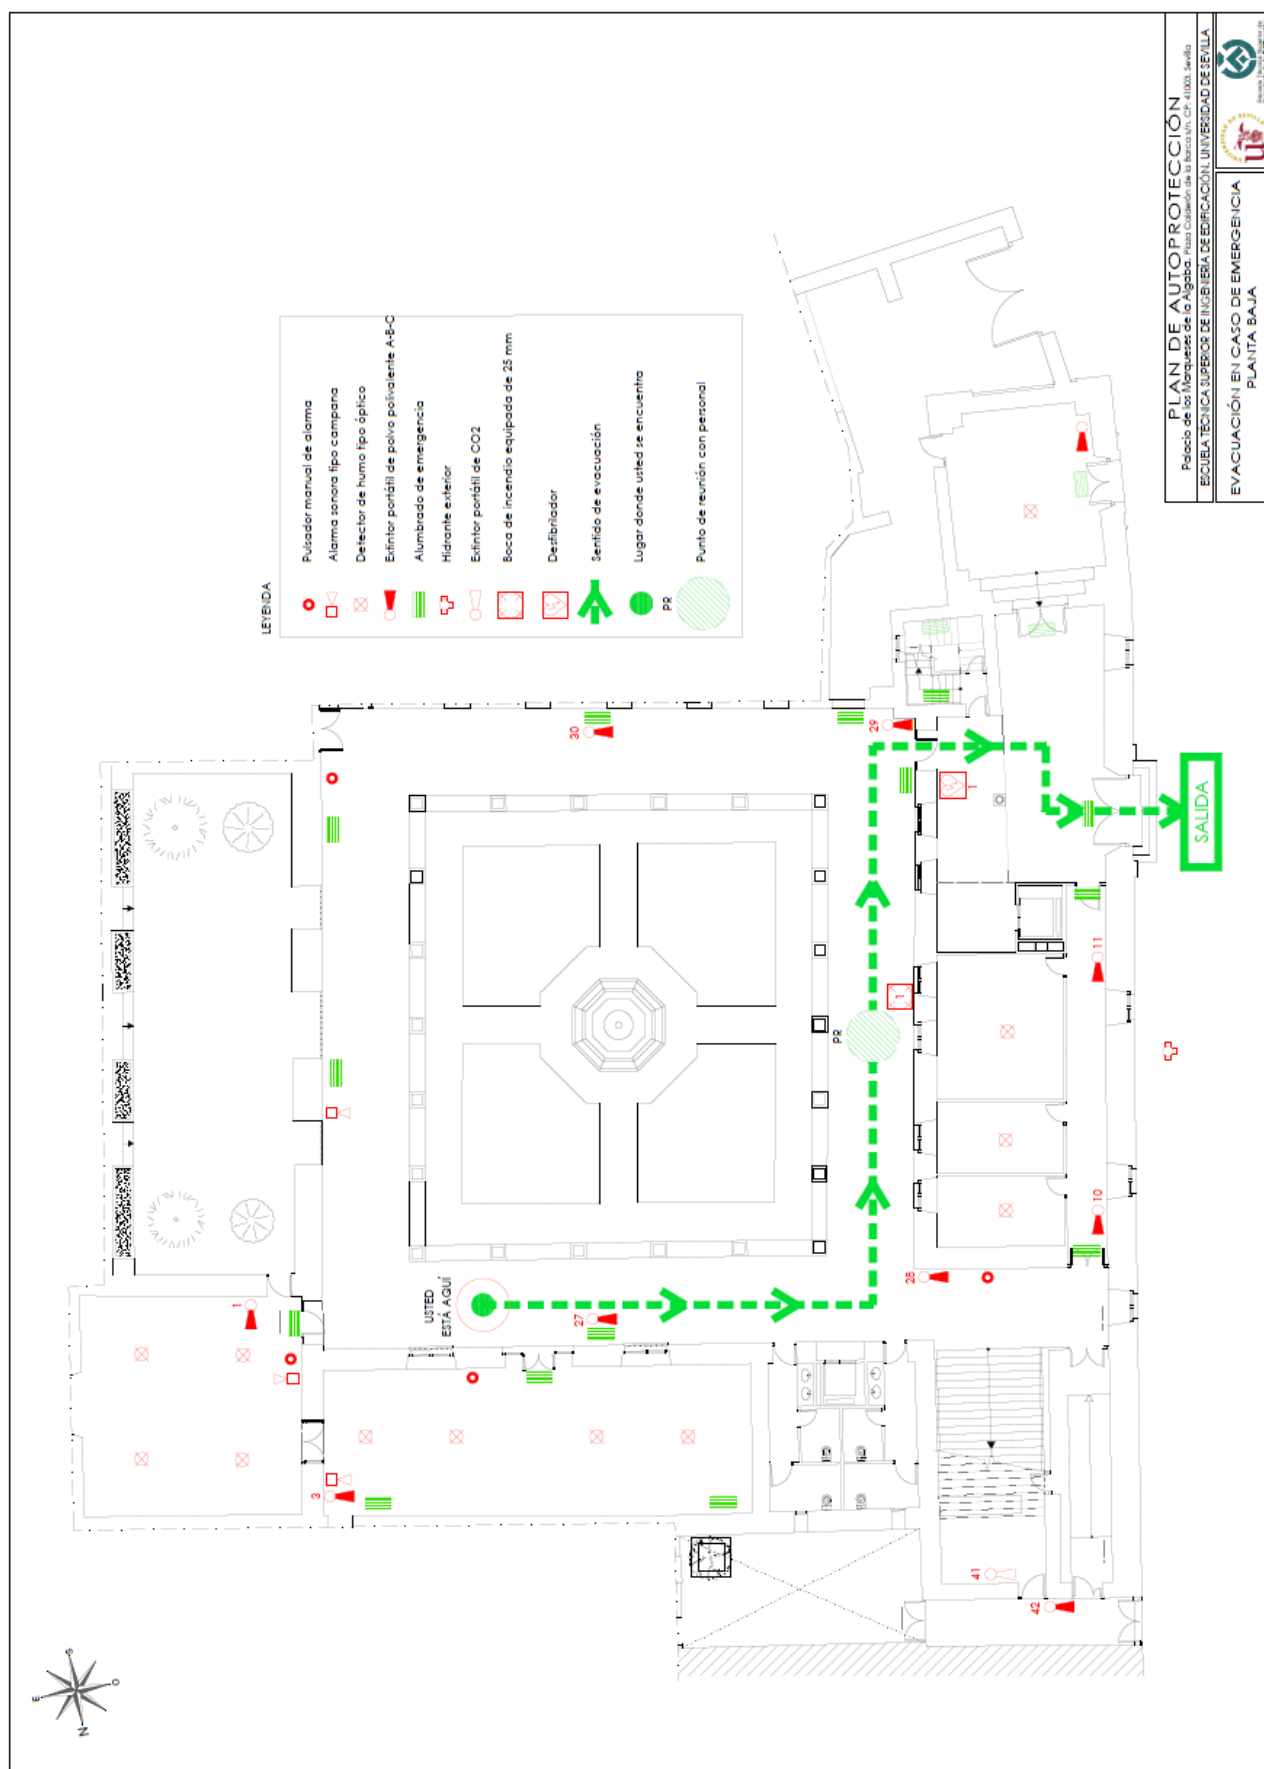 PLAN DE AUTOPROTECCIÓN
Palacio de los Marqueses de la Algaba. Plaza Calderón de la Barca s/n. CP. 41003. Sevilla
ESCUELA TÉCNICA SUPERIOR DE INGENIERIA DE EDIFICACIÓN. UNIVERSIDAD DE SEVILLA
EVACUACIÓN EN CASO DE EMERGENCIA
PLANTA BAJA
LEYENDA
Pulsador manual de alarma
Alarma sonora tipo campana
Detector de humo tipo óptico
Extintor portátil de polvo polivalente A-B-C
Alumbrado de emergencia
Hidrante exterior
Extintor portátil de CO2
Boca de incendio equipada de 25 mm
Desfibrilador
Sentido de evacuación
Lugar donde usted se encuentra
PR
Punto de reunión con personal
30
29
1
SALIDA
11
1
PR
10
28
USTED
ESTÁ AQUÍ
27
1
3
41
42
N
S
E
O